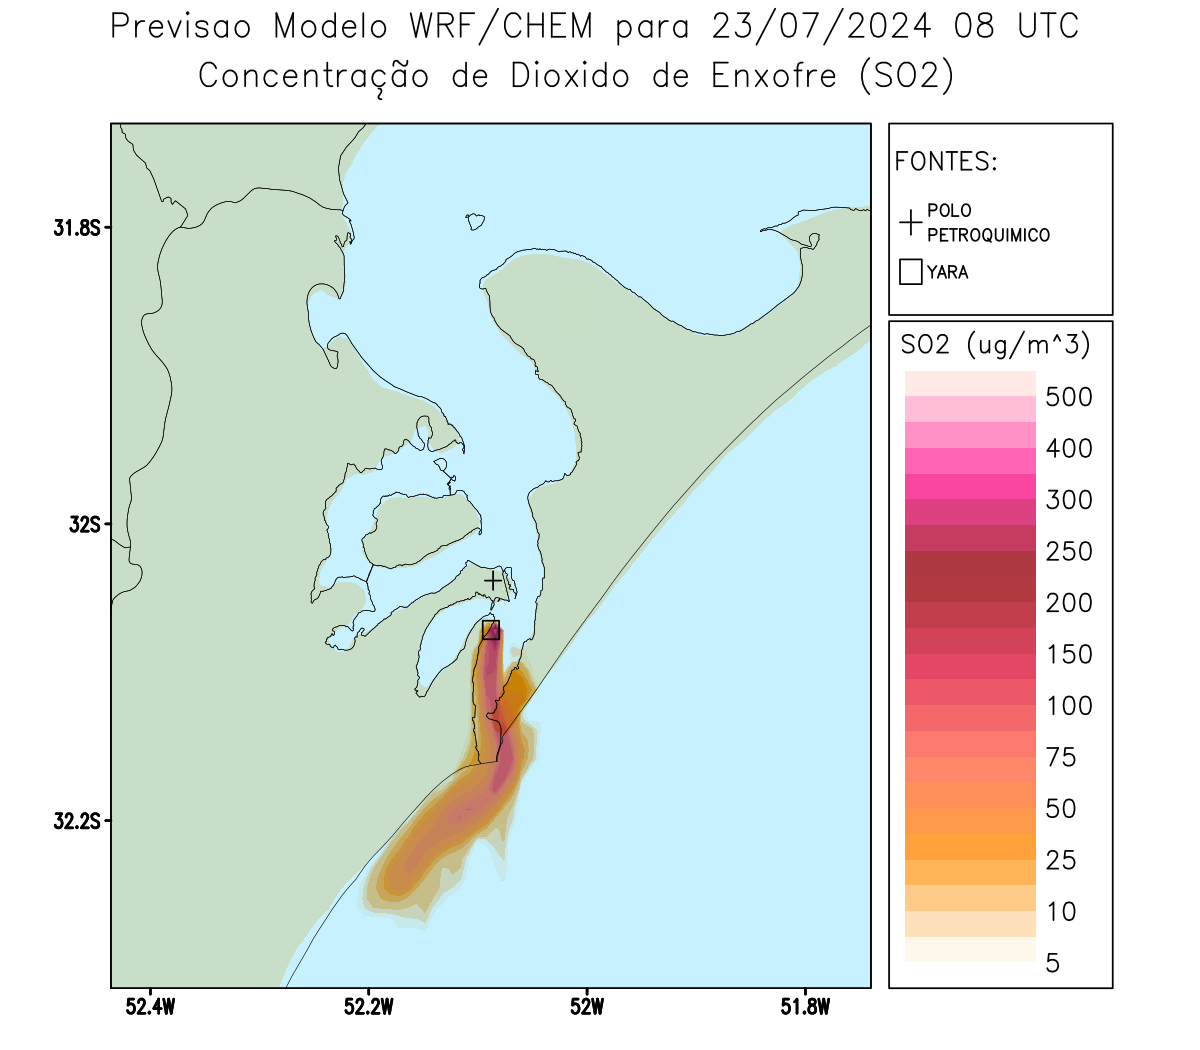 Previsao Modelo WRF/CHEM para 23/07/2024 08 UTC
Concentração de Dioxido de Enxofre (SO2)
FONTES:
POLO
PETROQUIMICO
YARA
SO2 (ug/m^3)
500
400
300
250
200
150
100
75
50
25
10
5
31.8S
32S
32.2S
52.4W
52.2W
52W
51.8W